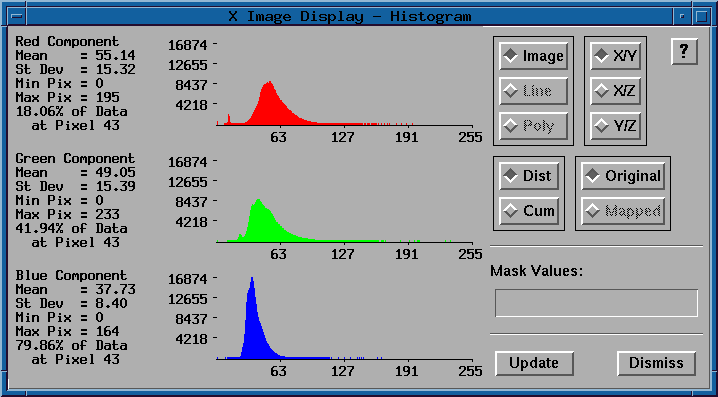 X Image Display - Histogram
Red Component
Mean    = 55.14
St Dev  = 15.32
Min Pix = 0
Max Pix = 195
18.06% of Data
at Pixel 43
16874
12655
8437
4218
63 127 191 255
Green Component
Mean    = 49.05
St Dev  = 15.39
Min Pix = 0
Max Pix = 233
41.94% of Data
at Pixel 43
16874
12655
8437
4218
63 127 191 255
Blue Component
Mean    = 37.73
St Dev  = 8.40
Min Pix = 0
Max Pix = 164
79.86% of Data
at Pixel 43
16874
12655
8437
4218
63 127 191 255
Image X/Y ?
Line X/Z
Poly Y/Z
Dist Original
Cum Mapped
Mask Values:
Update Dismiss